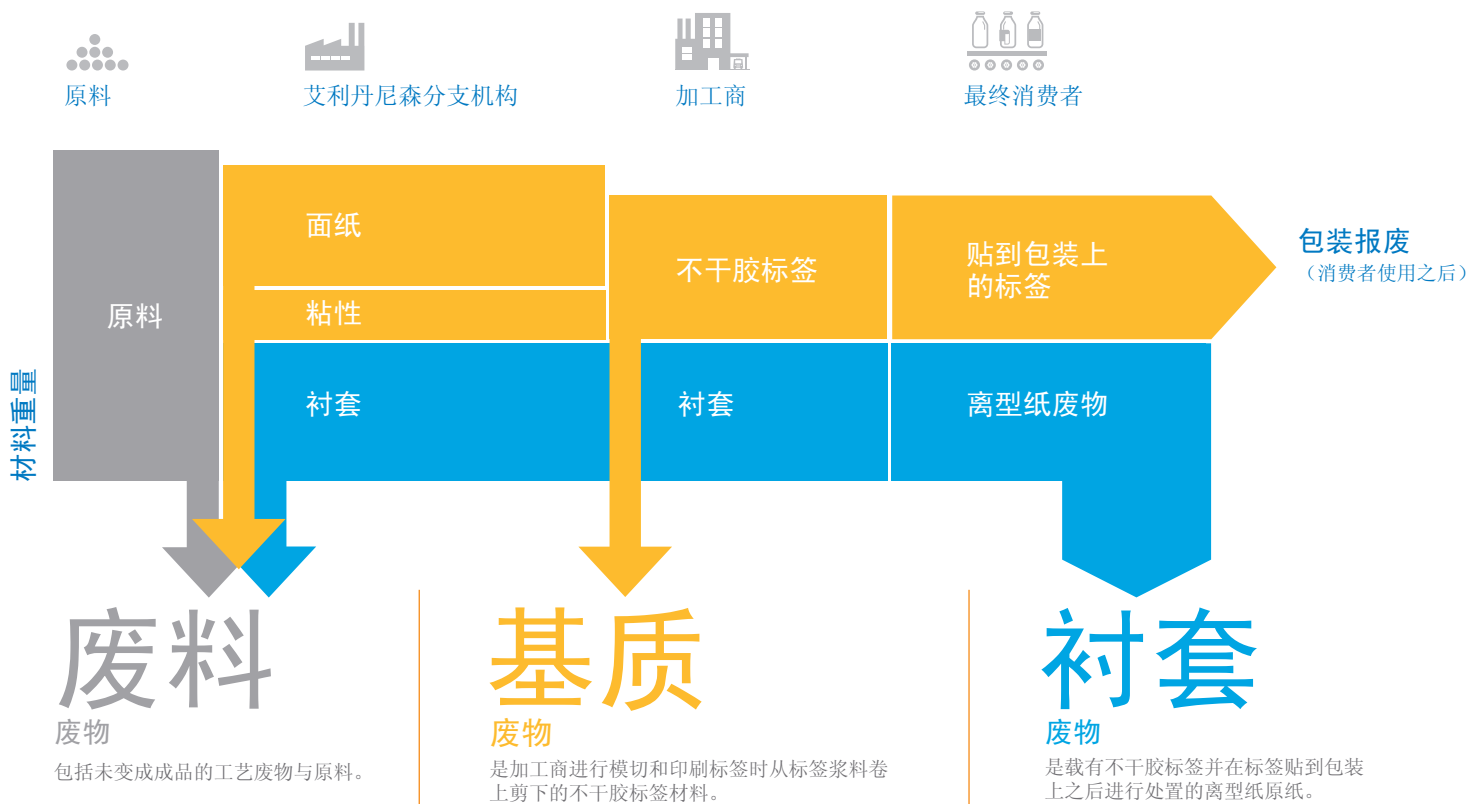 原料
艾利丹尼森分支机构
加工商
最终消费者
材料重量
原料
面纸
粘性
衬套
不干胶标签
衬套
贴到包装上
的标签
离型纸废物
包装报废
（消费者使用之后）
废料
废物
包括未变成成品的工艺废物与原料。
基质
废物
是加工商进行模切和印刷标签时从标签浆料卷
上剪下的不干胶标签材料。
衬套
废物
是载有不干胶标签并在标签贴到包装
上之后进行处置的离型纸原纸。